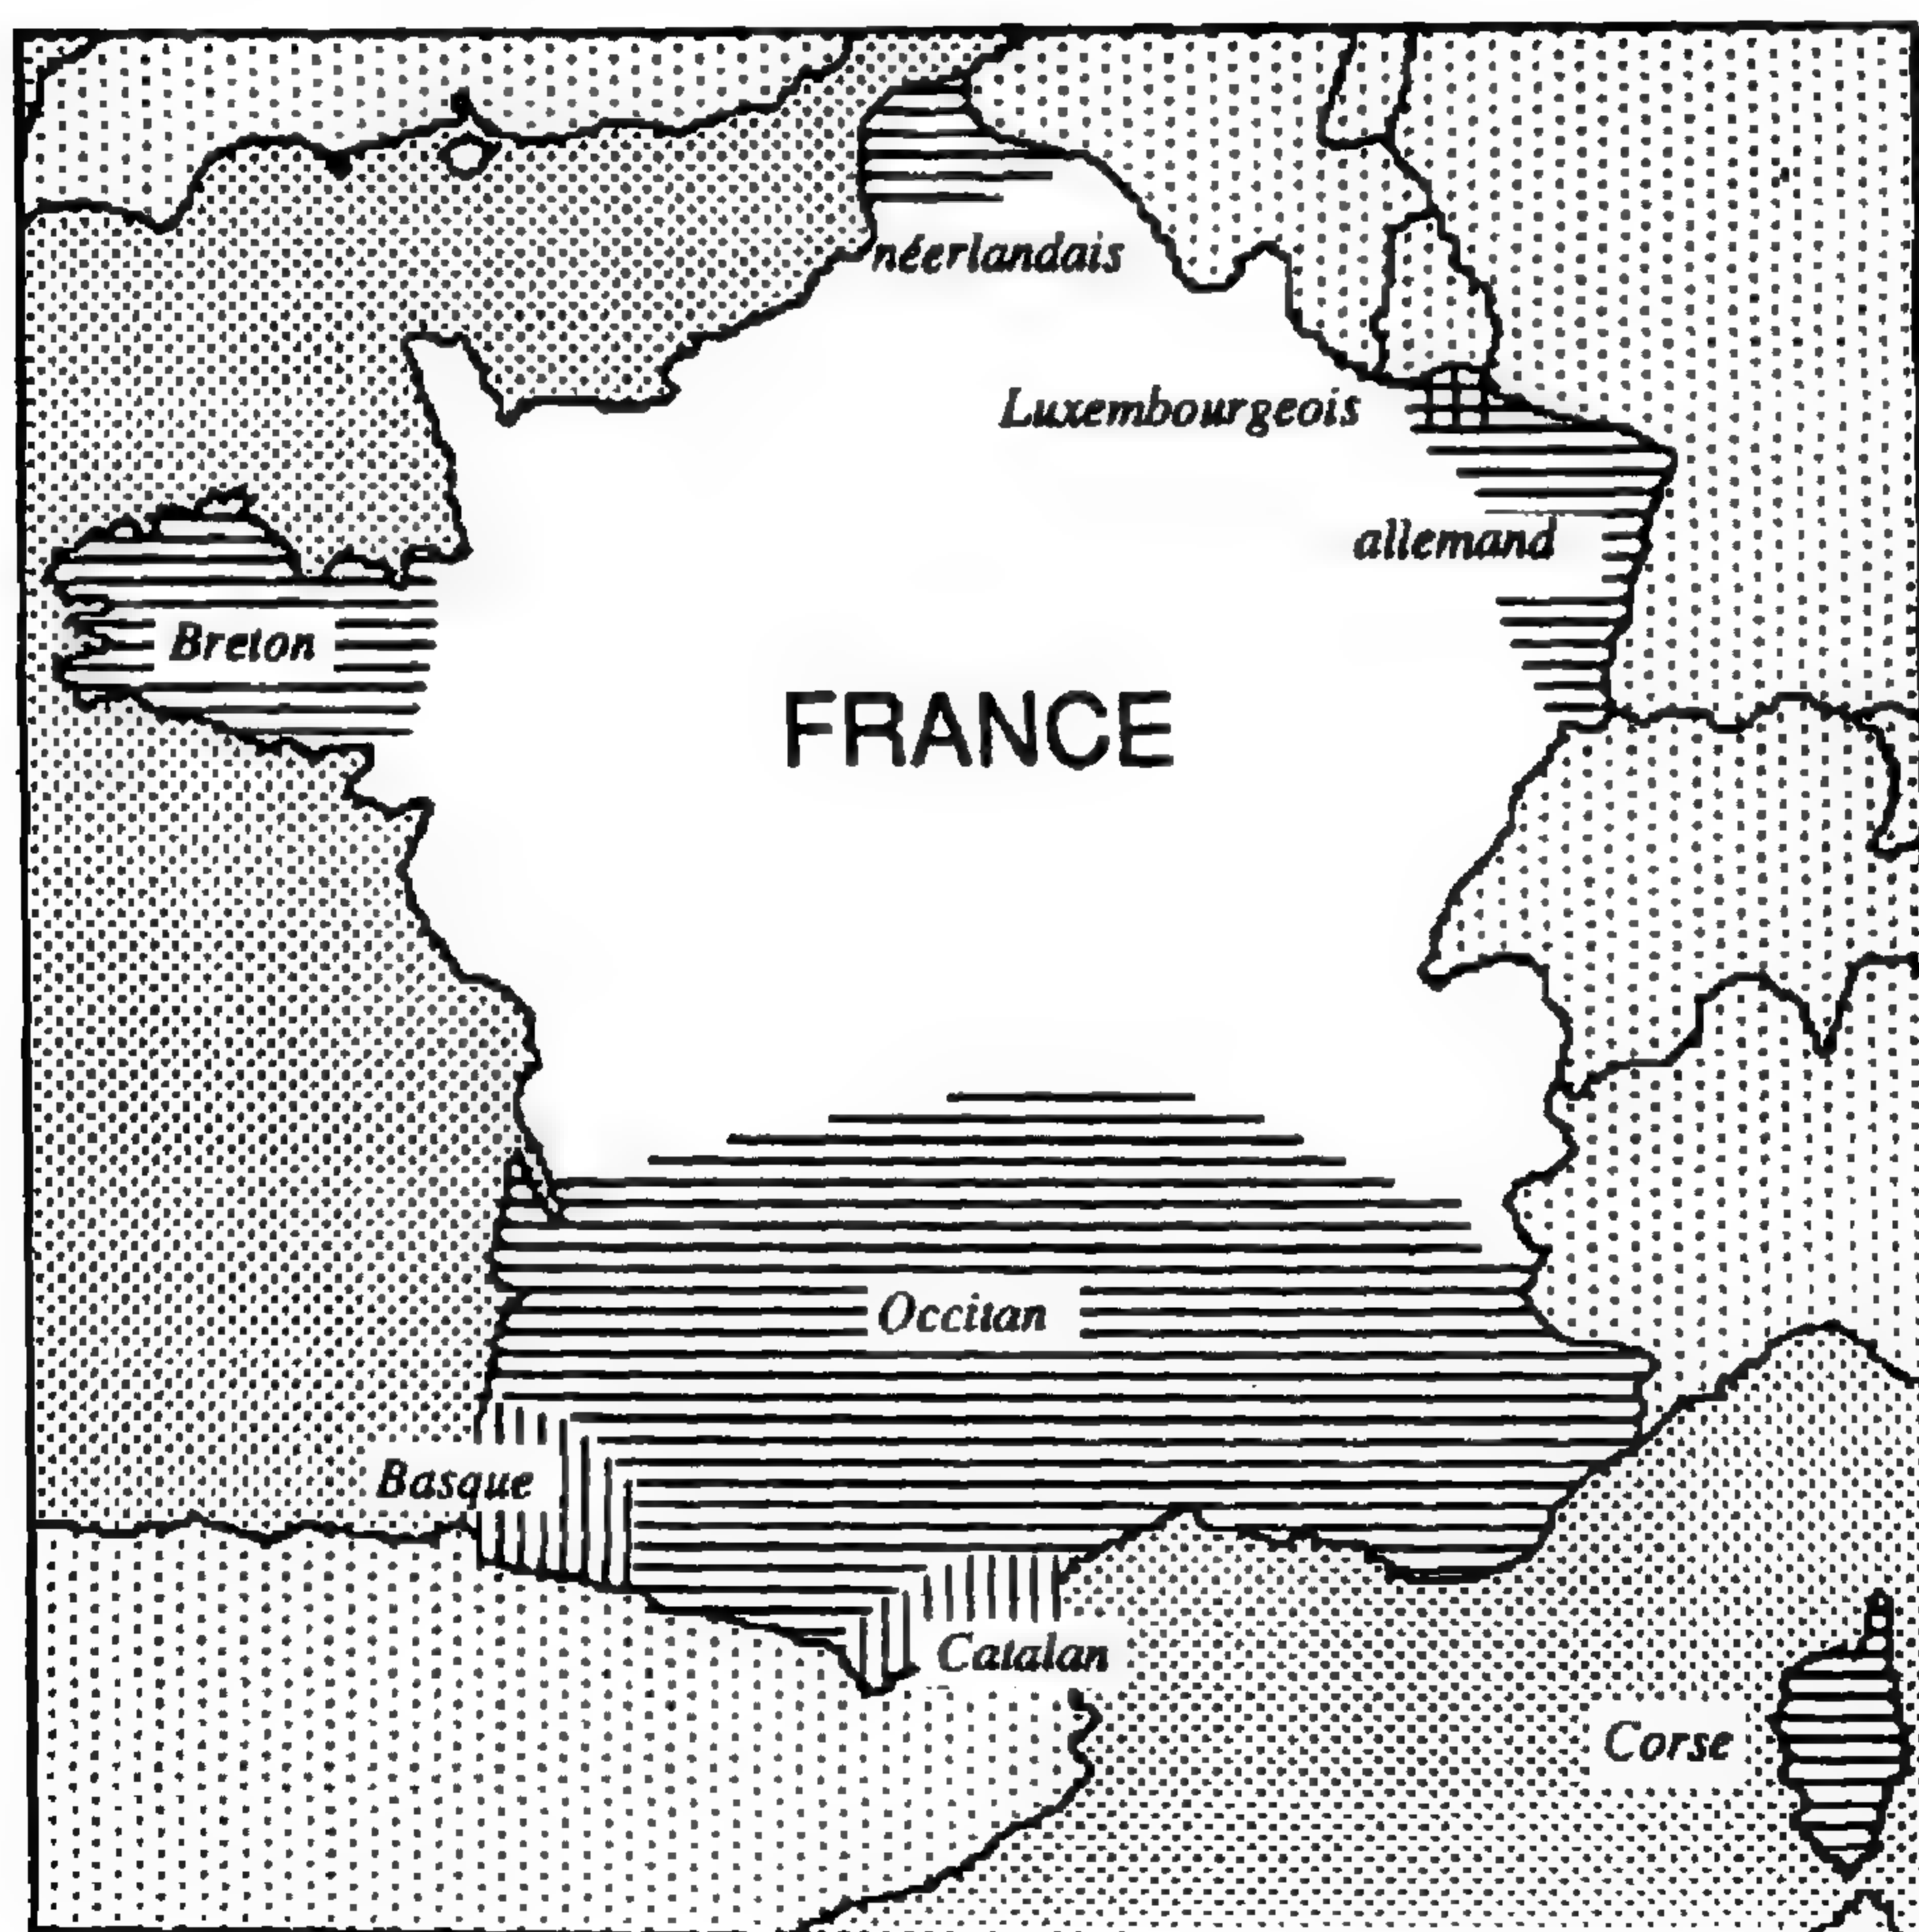 néerlandais
Luxembourgeois
allemand
Breton
FRANCE
Occitan
Basque
Catalan
Corse